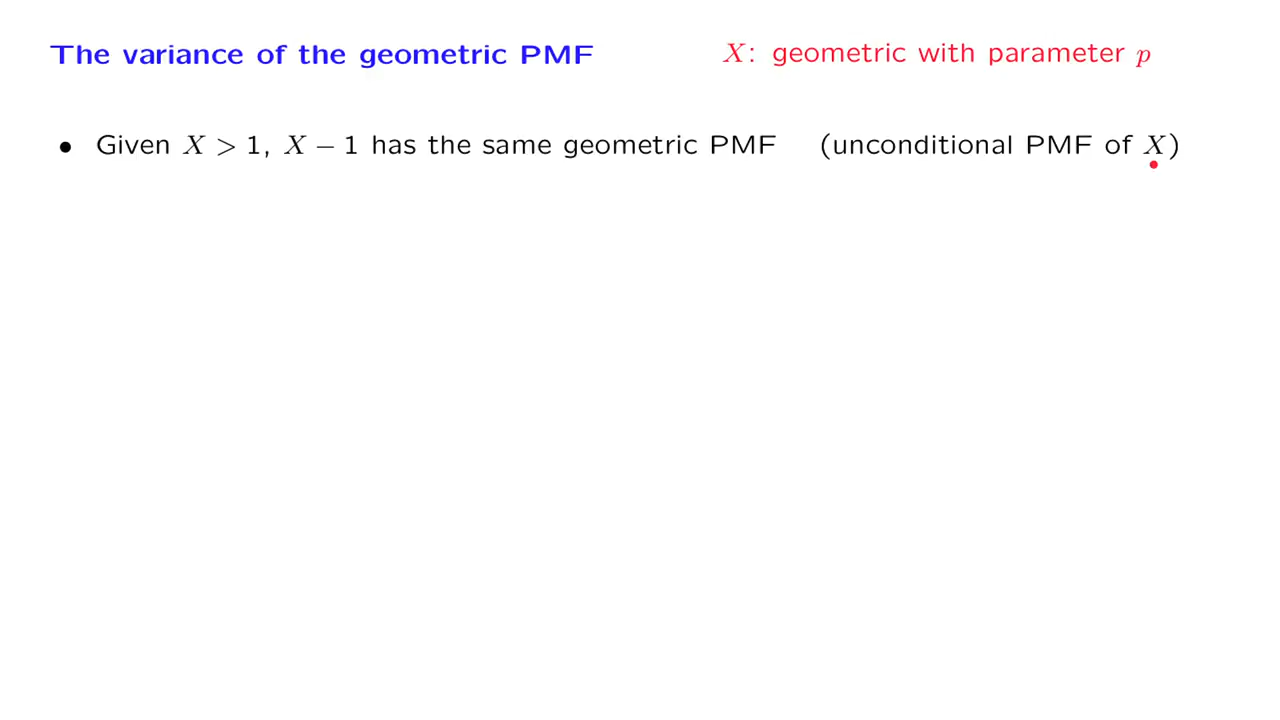 The variance of the geometric PMF
X: geometric with parameter p
• Given X > 1, X − 1 has the same geometric PMF (unconditional PMF of X)